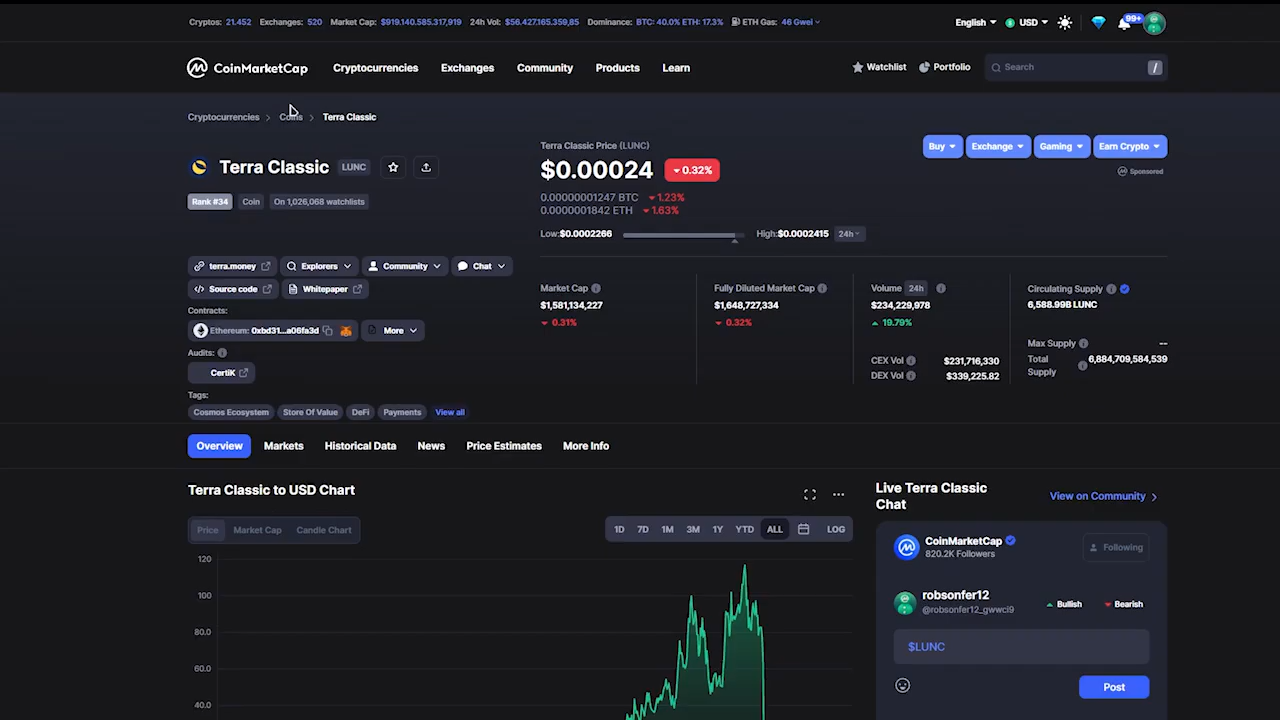 Cryptos: 21.452 Exchanges: 520 Market Cap: $919.140.585.317,919 24h Vol: $56.427.165.359,85 Dominance: BTC: 40.0% ETH: 17.3% ETH Gas: 46 Gwei
English USD 99+
CoinMarketCap Cryptocurrencies Exchanges Community Products Learn Watchlist Portfolio Search /
Cryptocurrencies > Coins > Terra Classic
Terra Classic LUNC
Rank #34 Coin On 1,026,068 watchlists
Terra Classic Price (LUNC)
$0.00024 0.32%
0.00000001247 BTC 1.23%
0.0000001842 ETH 1.63%
Low: $0.0002266 High: $0.0002415 24h
Buy Exchange Gaming Earn Crypto
Sponsored
terra.money Explorers Community Chat
Source code Whitepaper
Contracts:
Ethereum: 0xbd31...a06fa3d More
Audits:
CertiK
Tags:
Cosmos Ecosystem Store Of Value DeFi Payments View all
Market Cap
$1,581,134,227
0.31%
Fully Diluted Market Cap
$1,648,727,334
0.32%
Volume 24h
$234,229,978
19.79%
CEX Vol $231,716,330
DEX Vol $339,225.82
Circulating Supply
6,588.99B LUNC
Max Supply --
Total Supply 6,884,709,584,539
Overview Markets Historical Data News Price Estimates More Info
Terra Classic to USD Chart
Price Market Cap Candle Chart
1D 7D 1M 3M 1Y YTD ALL LOG
120
100
80.0
60.0
40.0
Live Terra Classic
Chat
View on Community >
CoinMarketCap
820.2K Followers
Following
robsonfer12
@robsonfer12_gwwci9
Bullish Bearish
$LUNC
Post